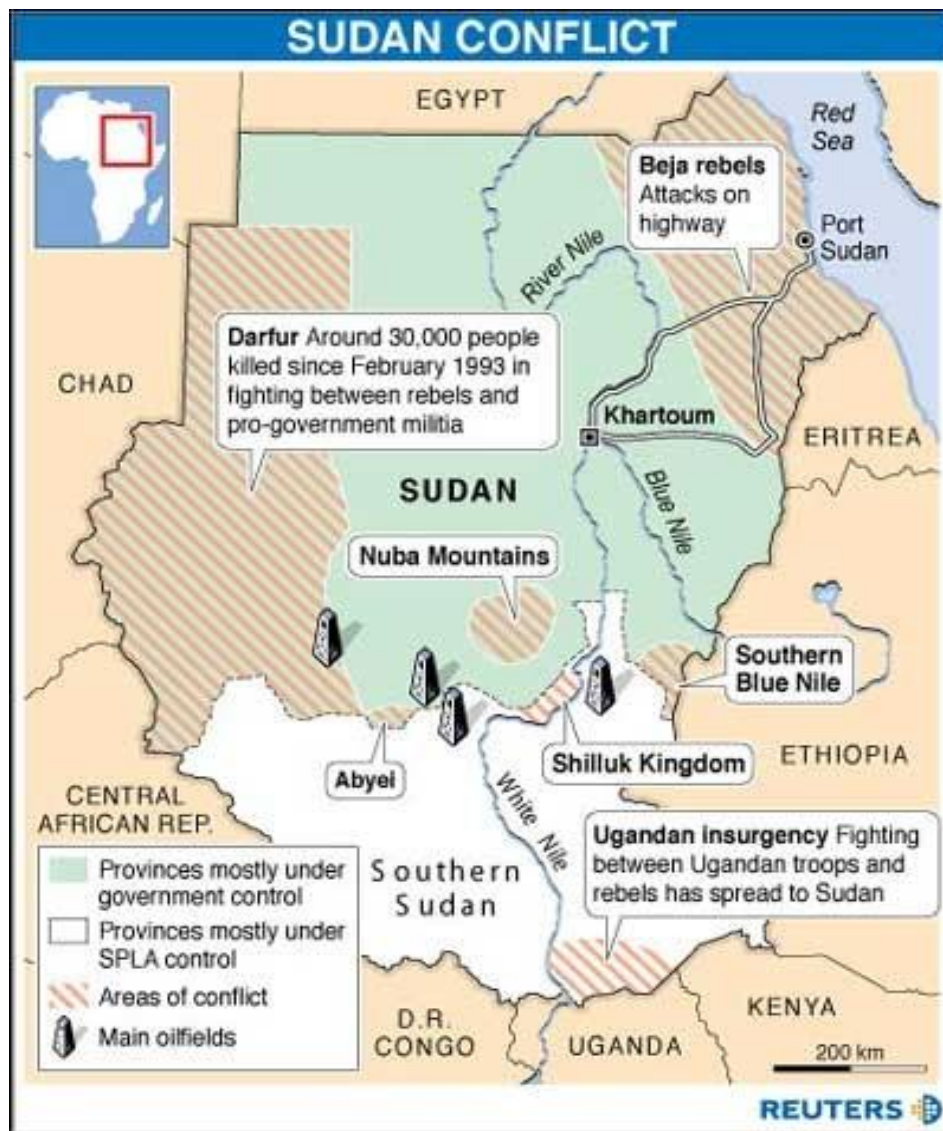 SUDAN CONFLICT
EGYPT
Red
Sea
Beja rebels
Attacks on
highway
Port
Sudan
River Nile
Darfur Around 30,000 people
killed since February 1993 in
fighting between rebels and
pro-government militia
CHAD
Khartoum
ERITREA
SUDAN
Blue Nile
Nuba Mountains
Southern
Blue Nile
Abyei
Shilluk Kingdom
ETHIOPIA
CENTRAL
AFRICAN REP.
White Nile
Ugandan insurgency Fighting
between Ugandan troops and
rebels has spread to Sudan
Southern
Sudan
Provinces mostly under
government control
Provinces mostly under
SPLA control
Areas of conflict
Main oilfields
D.R.
CONGO
UGANDA
KENYA
200 km
REUTERS